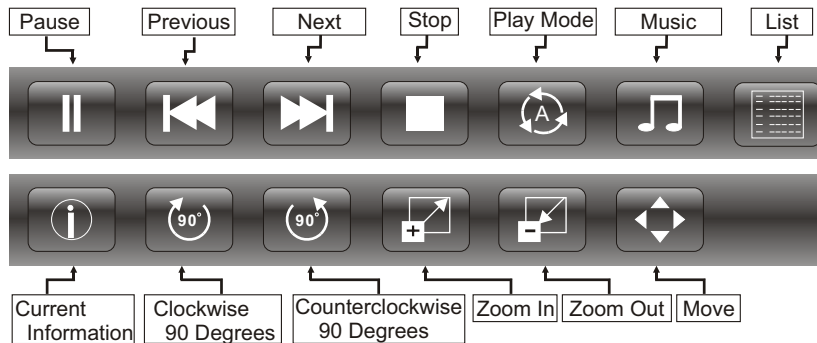 Pause Previous Next Stop Play Mode Music List
A
90° 90°
+ -
Current Information
Clockwise 90 Degrees
Counterclockwise 90 Degrees
Zoom In Zoom Out Move